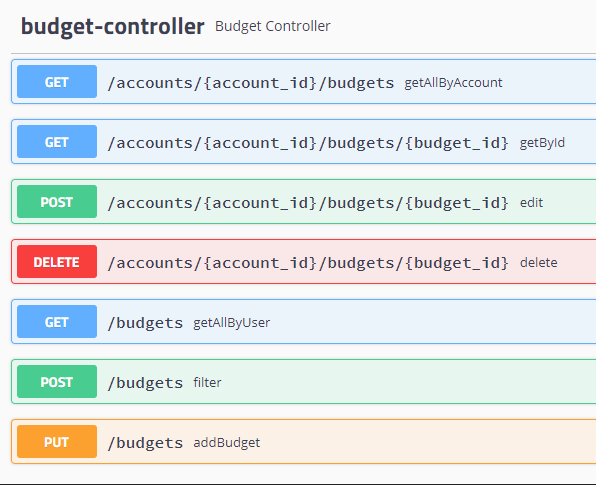 budget-controller Budget Controller
GET /accounts/{account_id}/budgets getAllByAccount
GET /accounts/{account_id}/budgets/{budget_id} getById
POST /accounts/{account_id}/budgets/{budget_id} edit
DELETE /accounts/{account_id}/budgets/{budget_id} delete
GET /budgets getAllByUser
POST /budgets filter
PUT /budgets addBudget